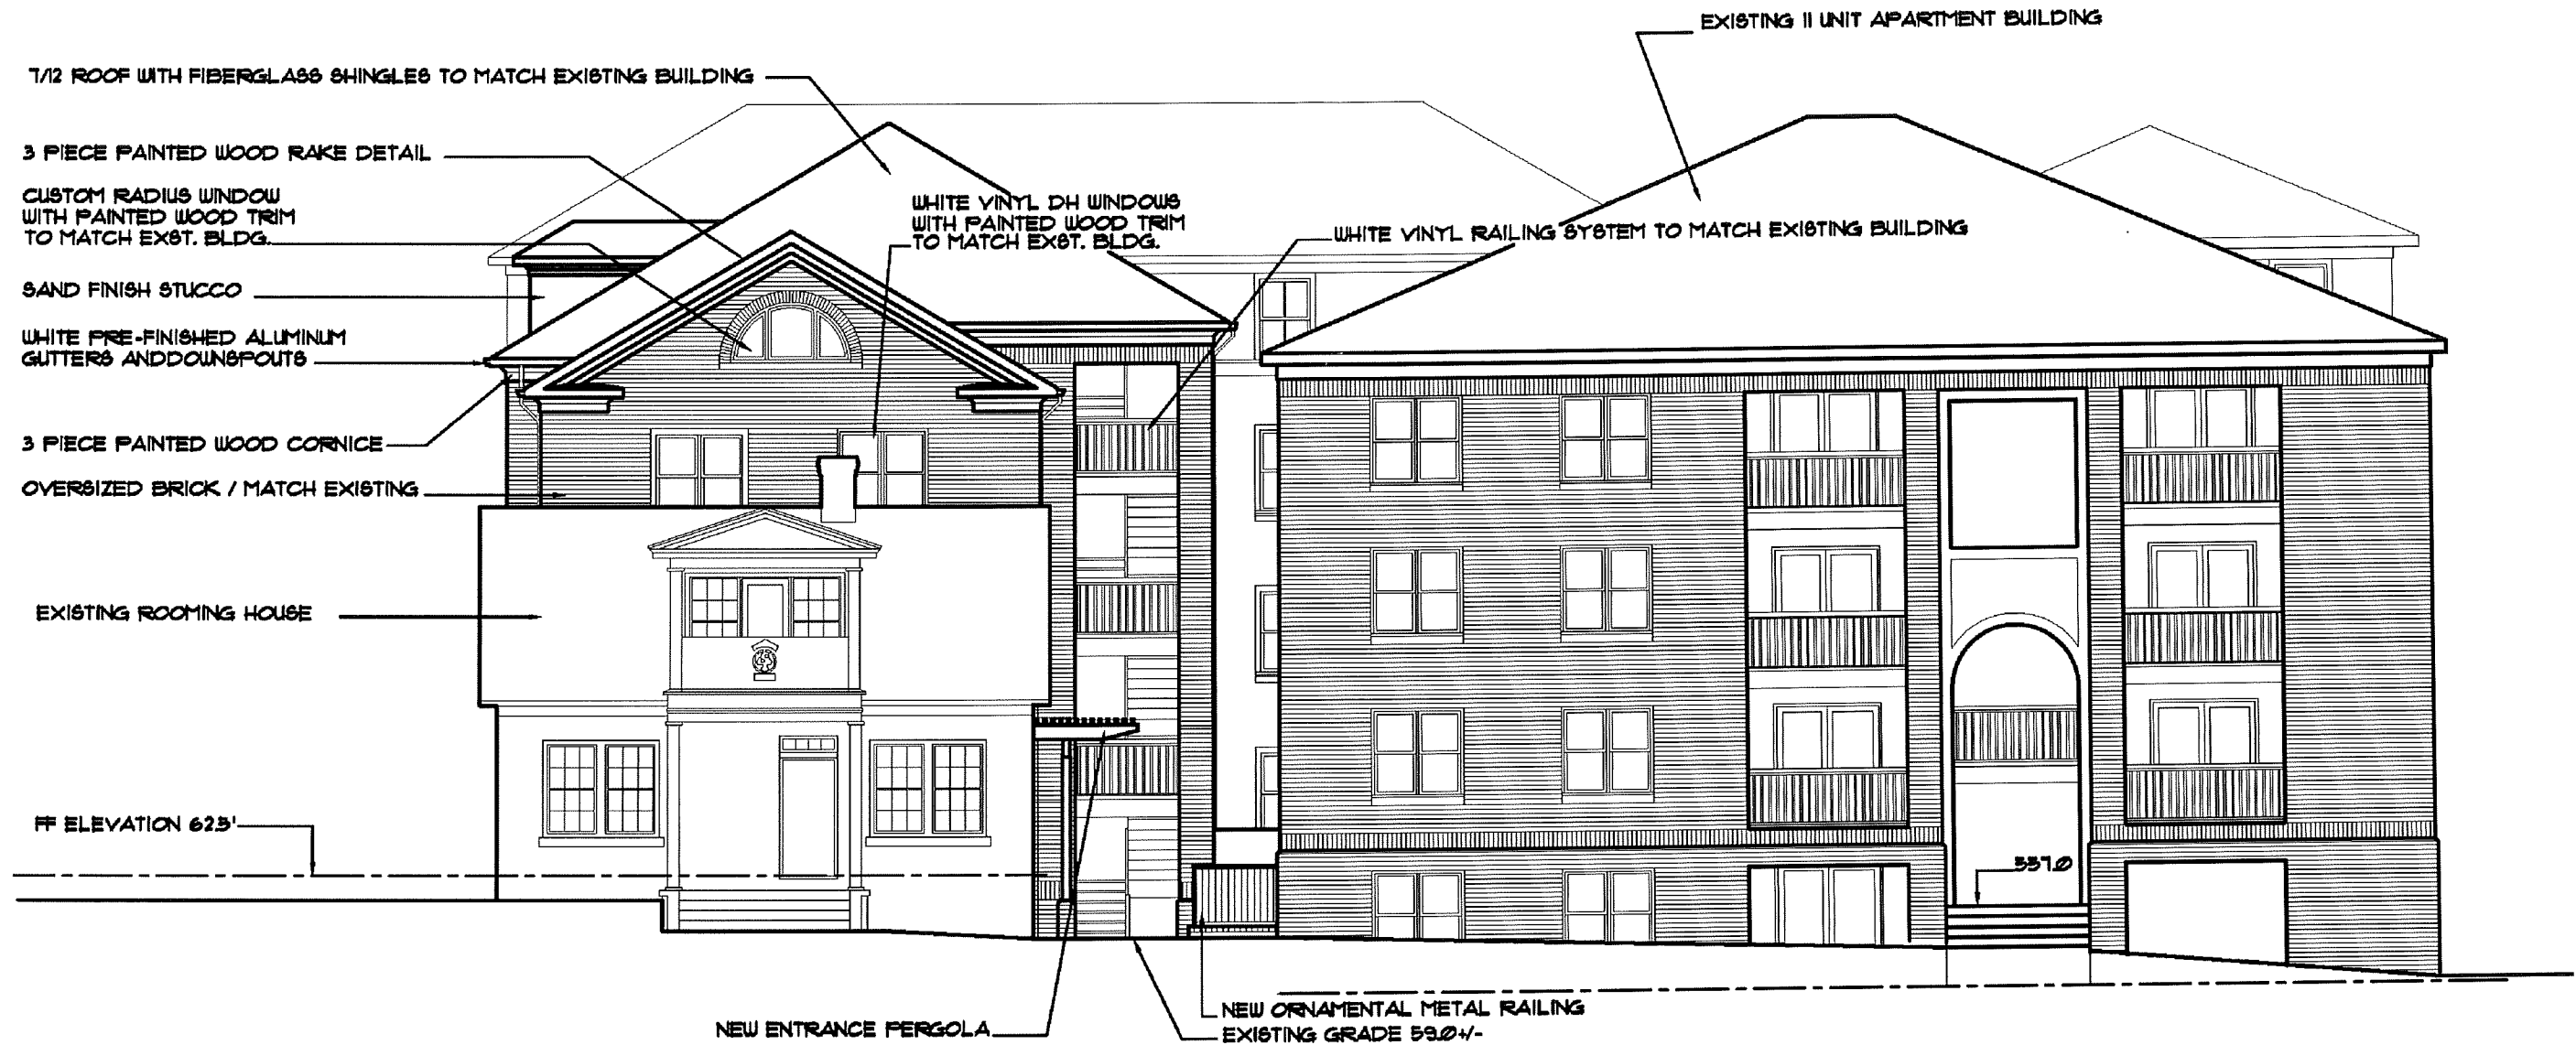 EXISTING 11 UNIT APARTMENT BUILDING
7/12 ROOF WITH FIBERGLASS SHINGLES TO MATCH EXISTING BUILDING
3 PIECE PAINTED WOOD RAKE DETAIL
CUSTOM RADIUS WINDOW
WITH PAINTED WOOD TRIM
TO MATCH EXST. BLDG.
WHITE VINYL DH WINDOWS
WITH PAINTED WOOD TRIM
TO MATCH EXST. BLDG.
WHITE VINYL RAILING SYSTEM TO MATCH EXISTING BUILDING
SAND FINISH STUCCO
WHITE PRE-FINISHED ALUMINUM
GUTTERS ANDDOWNSPOUTS
3 PIECE PAINTED WOOD CORNICE
OVERSIZED BRICK / MATCH EXISTING
EXISTING ROOMING HOUSE
FF ELEVATION 62.5'
557.0
NEW ORNAMENTAL METAL RAILING
NEW ENTRANCE PERGOLA
EXISTING GRADE 59.0+/-